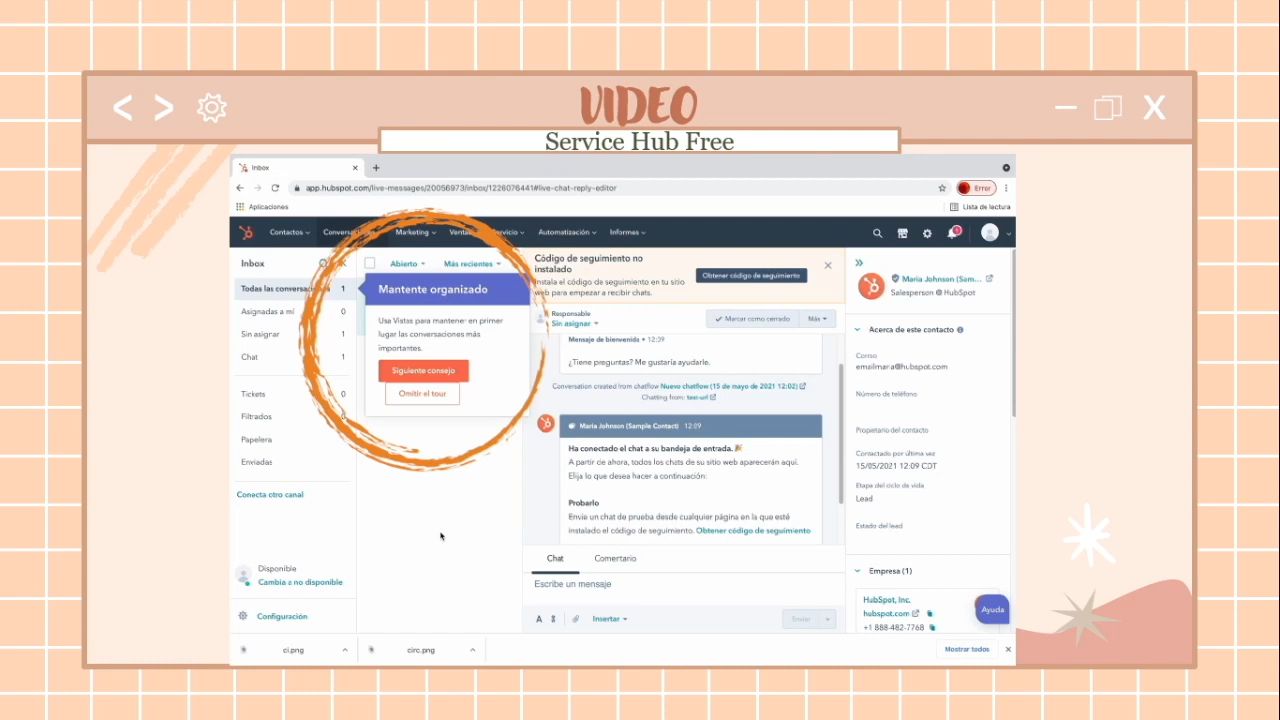 VIDEO
Service Hub Free
Inbox
app.hubspot.com/live-messages/20056973/inbox/1226076441#live-chat-reply-editor
Error
Aplicaciones
Lista de lectura
Contactos
Marketing
Automatización
Informes
Inbox
Todas las
1
Asignadas a mí
0
Sin asignar
1
Chat
1
Tickets
0
Filtrados
Papelera
Enviadas
Conecta otro canal
Disponible
Cambia a no disponible
Configuración
Abierto
Más recientes
Mantente organizado
Usa Vistas para mantener en primer
lugar las conversaciones más
importantes.
Siguiente consejo
Omitir el tour
Código de seguimiento no
instalado
Instala el código de seguimiento en tu sitio
web para empezar a recibir chats.
Obtener código de seguimiento
Responsable
Sin asignar
Marcar como cerrado
Más
Mensaje de bienvenida • 12:09
¿Tiene preguntas? Me gustaría ayudarle.
Conversation created from chatflow Nuevo chatflow (15 de mayo de 2021 12:02)
Chatting from: test-url
Maria Johnson (Sample Contact) 12:09
Ha conectado el chat a su bandeja de entrada.
A partir de ahora, todos los chats de su sitio web aparecerán aquí.
Elija lo que desea hacer a continuación:
Probarlo
Envíe un chat de prueba desde cualquier página en la que esté
instalado el código de seguimiento. Obtener código de seguimiento
Chat
Comentario
Escribe un mensaje
Insertar
Enviar
Maria Johnson (Sam...
Salesperson @ HubSpot
Acerca de este contacto
Correo
emailmaria@hubspot.com
Número de teléfono
Propietario del contacto
Contactado por última vez
15/05/2021 12:09 CDT
Etapa del ciclo de vida
Lead
Estado del lead
Empresa (1)
HubSpot, Inc.
hubspot.com
+1 888-482-7768
Ayuda
ci.png
circ.png
Mostrar todos